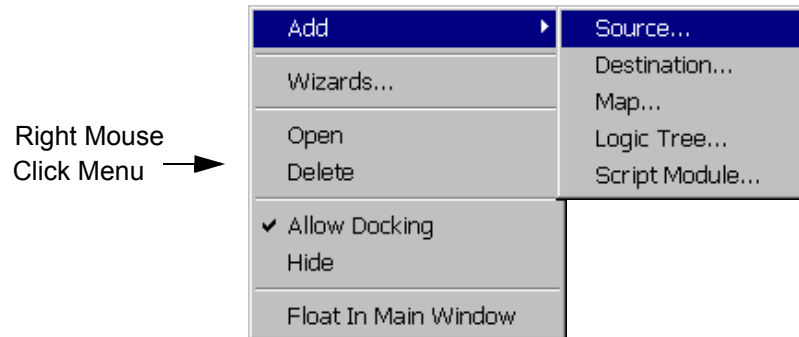 Right Mouse
Click Menu
Add
Wizards...
Open
Delete
Allow Docking
Hide
Float In Main Window
Source...
Destination...
Map...
Logic Tree...
Script Module...